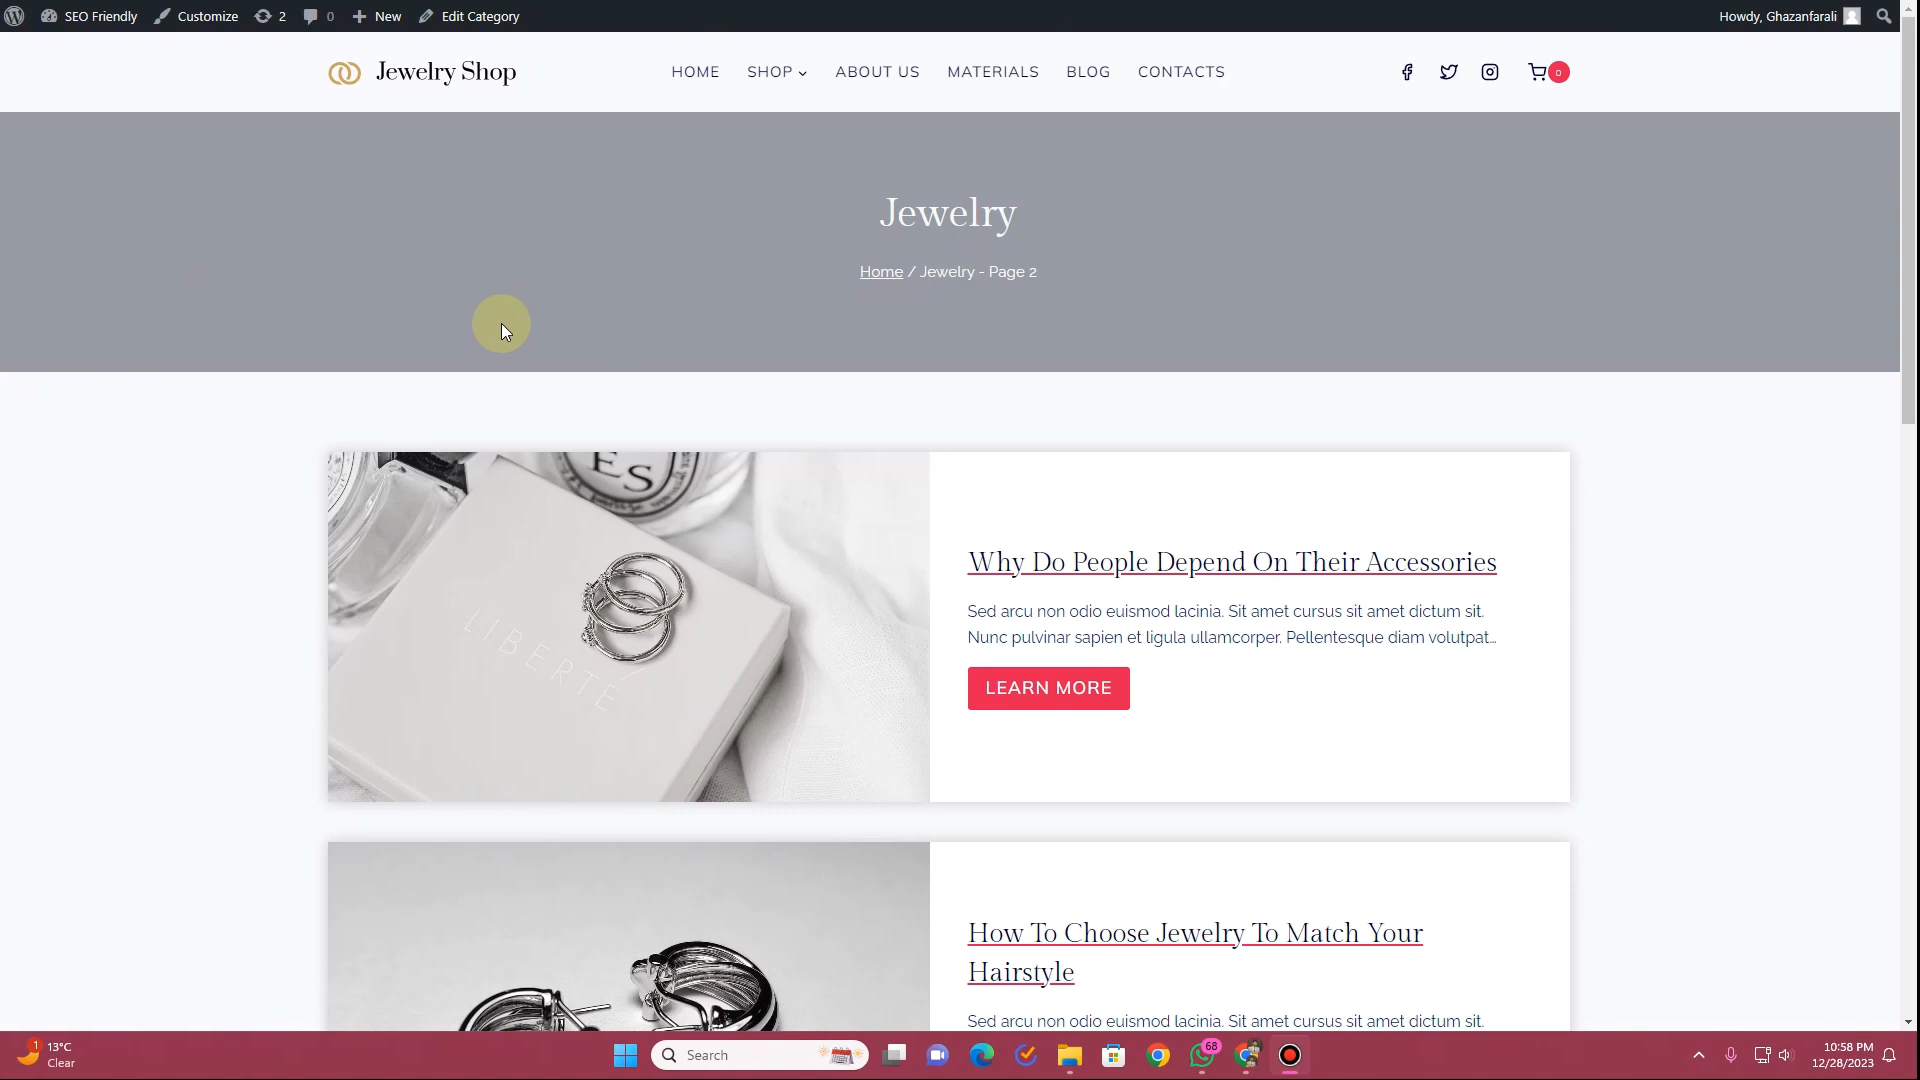 SEO Friendly Customize 2 0 New Edit Category Howdy, Ghazanfarali
Jewelry Shop HOME SHOP ABOUT US MATERIALS BLOG CONTACTS 0
Jewelry
Home / Jewelry - Page 2
ES
LIBERTÉ
Why Do People Depend On Their Accessories
Sed arcu non odio euismod lacinia. Sit amet cursus sit amet dictum sit.
Nunc pulvinar sapien et ligula ullamcorper. Pellentesque diam volutpat...
LEARN MORE
How To Choose Jewelry To Match Your
Hairstyle
Sed arcu non odio euismod lacinia. Sit amet cursus sit amet dictum sit.
1 13°C
Clear
Search
68
10:58 PM
12/28/2023